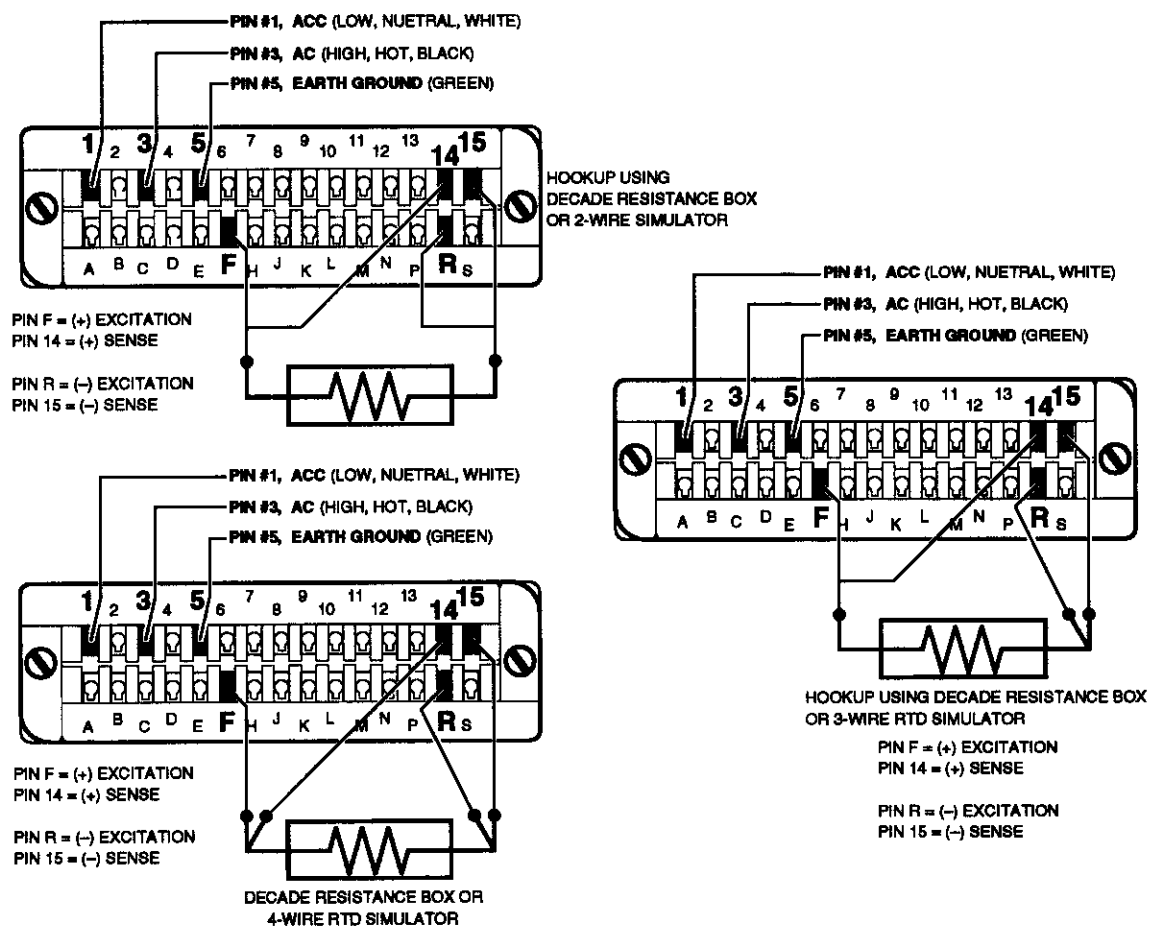 PIN #1, ACC (LOW, NUETRAL, WHITE)
PIN #3, AC (HIGH, HOT, BLACK)
PIN #5, EARTH GROUND (GREEN)
1 2 3 4 5 6 7 8 9 10 11 12 13 14 15
A B C D E F H J K L M N P R S
HOOKUP USING
DECADE RESISTANCE BOX
OR 2-WIRE SIMULATOR
PIN F = (+) EXCITATION
PIN 14 = (+) SENSE
PIN R = (–) EXCITATION
PIN 15 = (–) SENSE
PIN #1, ACC (LOW, NUETRAL, WHITE)
PIN #3, AC (HIGH, HOT, BLACK)
PIN #5, EARTH GROUND (GREEN)
1 2 3 4 5 6 7 8 9 10 11 12 13 14 15
A B C D E F H J K L M N P R S
PIN F = (+) EXCITATION
PIN 14 = (+) SENSE
PIN R = (–) EXCITATION
PIN 15 = (–) SENSE
DECADE RESISTANCE BOX OR
4-WIRE RTD SIMULATOR
PIN #1, ACC (LOW, NUETRAL, WHITE)
PIN #3, AC (HIGH, HOT, BLACK)
PIN #5, EARTH GROUND (GREEN)
1 2 3 4 5 6 7 8 9 10 11 12 13 14 15
A B C D E F H J K L M N P R S
HOOKUP USING DECADE RESISTANCE BOX
OR 3-WIRE RTD SIMULATOR
PIN F = (+) EXCITATION
PIN 14 = (+) SENSE
PIN R = (–) EXCITATION
PIN 15 = (–) SENSE